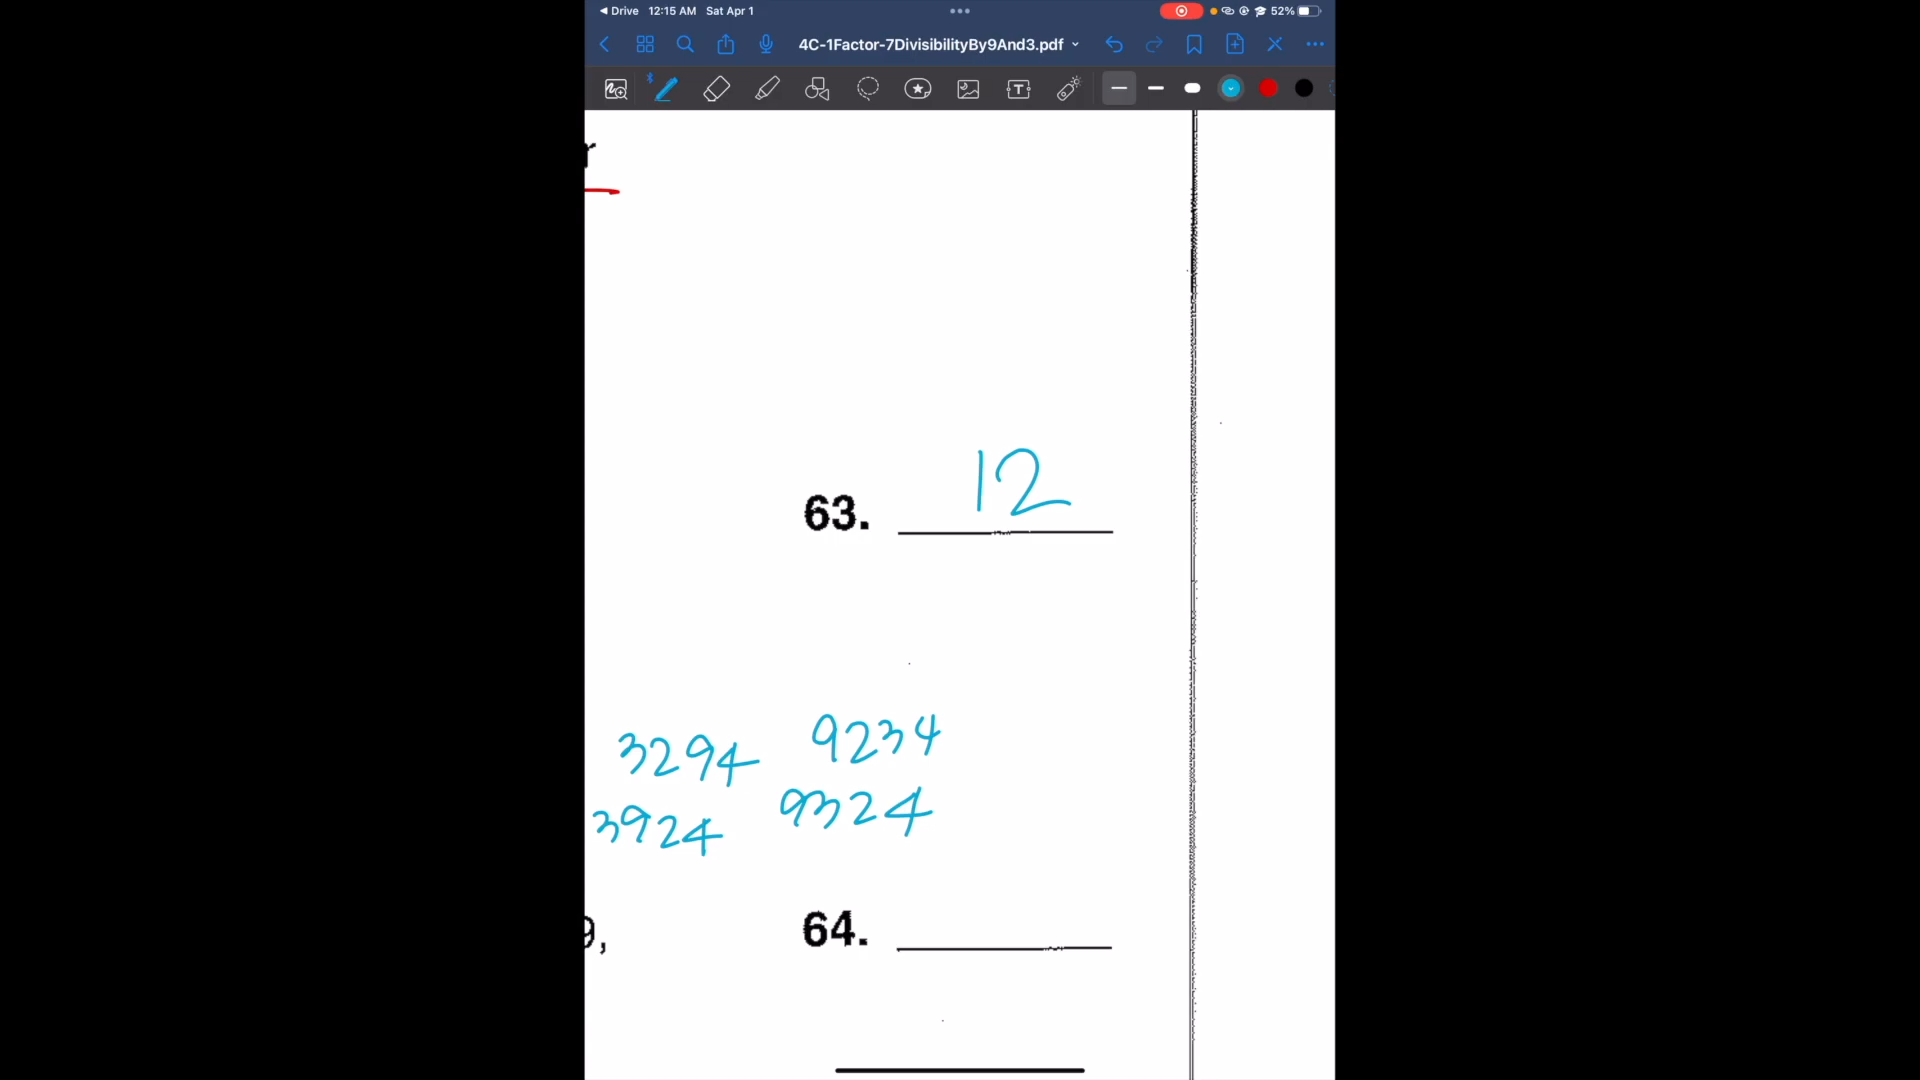 Drive 12:15 AM Sat Apr 1 52%
4C-1Factor-7DivisibilityBy9And3.pdf
r
12
63.
3294 9234
3924 9324
9, 64.